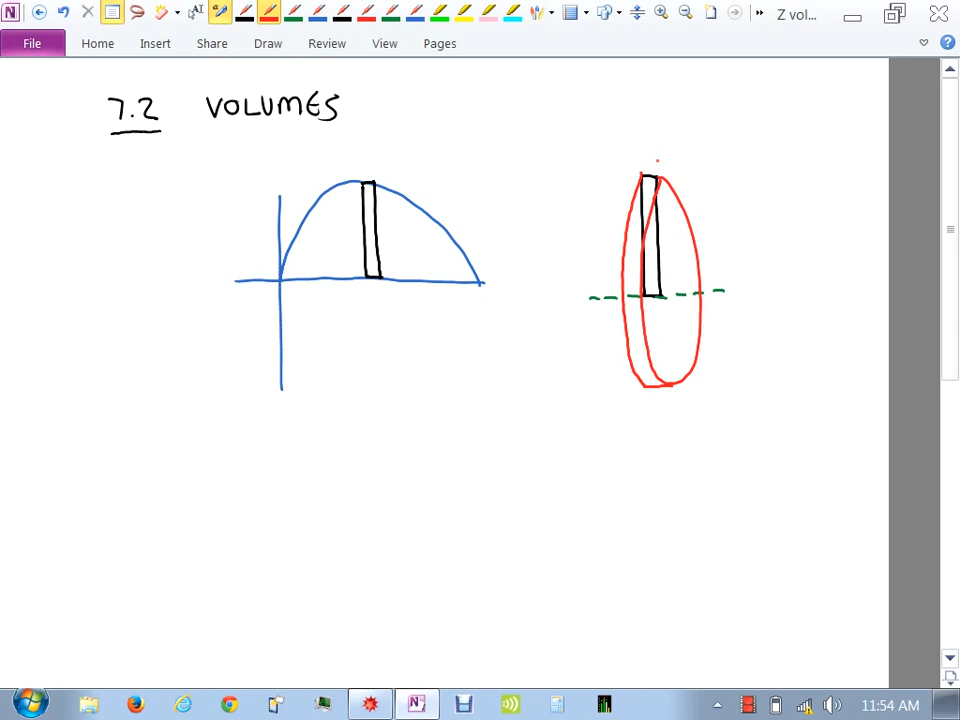 Z vol...
File Home Insert Share Draw Review View Pages
7.2 VOLUMES
11:54 AM